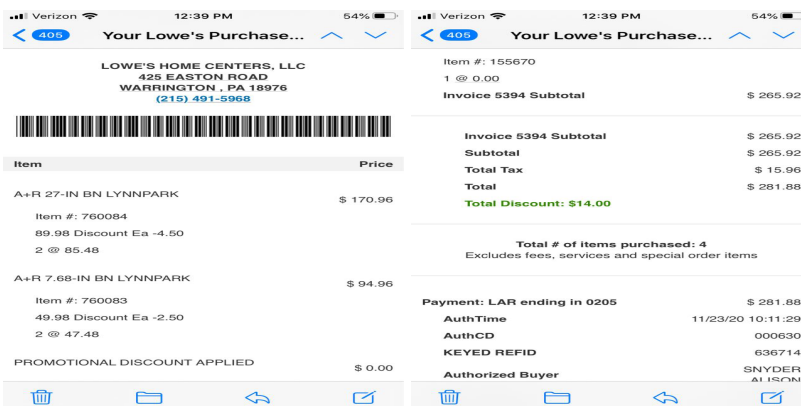 Verizon 12:39 PM 54%
405 Your Lowe's Purchase...
LOWE'S HOME CENTERS, LLC
425 EASTON ROAD
WARRINGTON , PA 18976
(215) 491-5968
Item Price
A+R 27-IN BN LYNNPARK $ 170.96
Item #: 760084
89.98 Discount Ea -4.50
2 @ 85.48
A+R 7.68-IN BN LYNNPARK $ 94.96
Item #: 760083
49.98 Discount Ea -2.50
2 @ 47.48
PROMOTIONAL DISCOUNT APPLIED $ 0.00
Verizon 12:39 PM 54%
405 Your Lowe's Purchase...
Item #: 155670
1 @ 0.00
Invoice 5394 Subtotal $ 265.92
Invoice 5394 Subtotal $ 265.92
Subtotal $ 265.92
Total Tax $ 15.96
Total $ 281.88
Total Discount: $14.00
Total # of items purchased: 4
Excludes fees, services and special order items
Payment: LAR ending in 0205 $ 281.88
AuthTime 11/23/20 10:11:29
AuthCD 000630
KEYED REFID 636714
Authorized Buyer SNYDER
ALISON